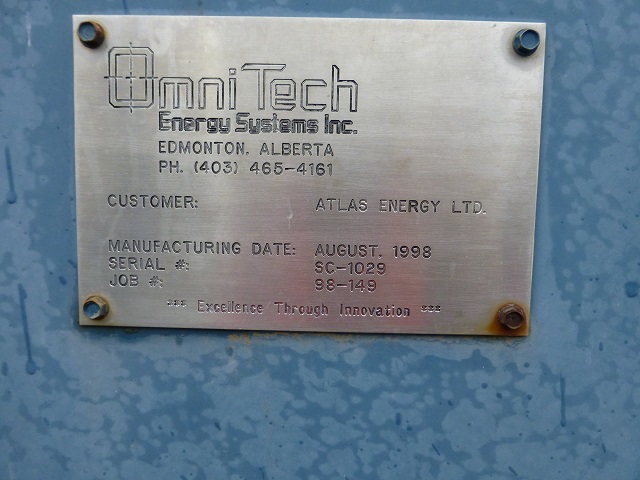 OmniTech
Energy Systems Inc.
EDMONTON, ALBERTA
PH. (403) 465-4161
CUSTOMER: ATLAS ENERGY LTD.
MANUFACTURING DATE: AUGUST, 1998
SERIAL #: SC-1029
JOB #: 98-149
*** Excellence Through Innovation ***